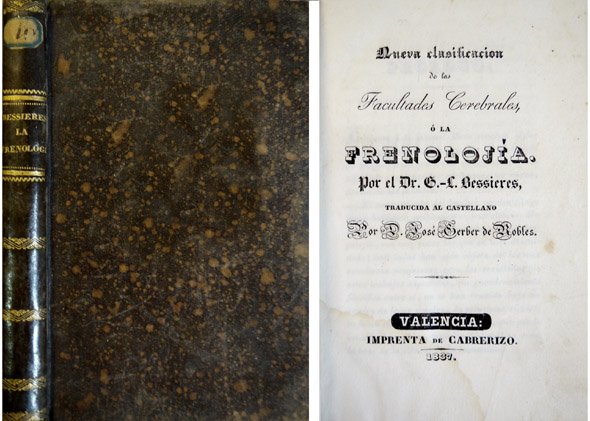 BESSIERES
LA
FRENOLOG
Nueva clasificacion
de las
Facultades Cerebrales,
ó LA
FRENOLOJÍA.
Por el Dr. G.-L. Bessieres,
TRADUCIDA AL CASTELLANO
Por D. José Gerber de Robles.
VALENCIA:
IMPRENTA DE CABRERIZO.
1837.